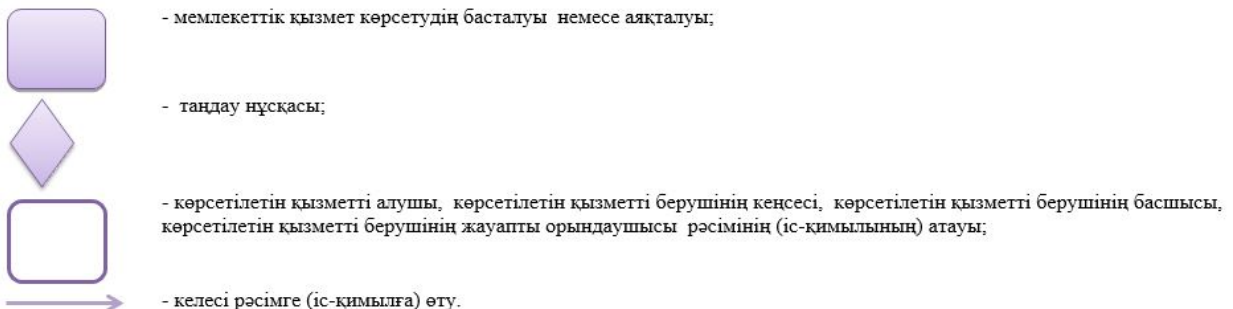 - мемлекеттік қызмет көрсетудің басталуы немесе аяқталуы;
- таңдау нұсқасы;
- көрсетілетін қызметті алушы, көрсетілетін қызметті берушінің кеңсесі, көрсетілетін қызметті берушінің басшысы,
көрсетілетін қызметті берушінің жауапты орындаушысы рәсімінің (іс-қимылының) атауы;
- келесі рәсімге (іс-қимылға) өту.